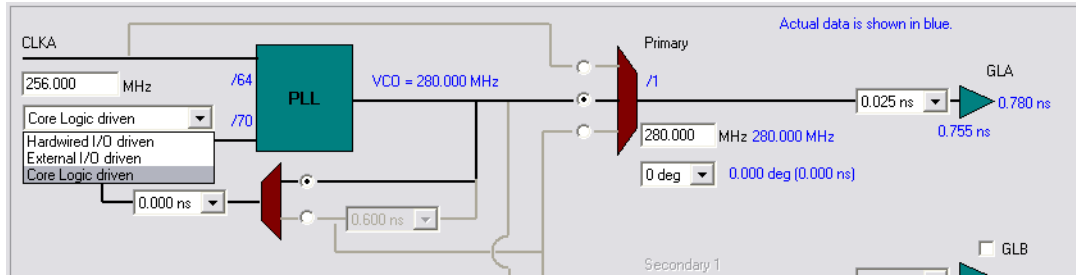 Actual data is shown in blue.
CLKA
Primary
256.000 MHz
/64
PLL
VCO = 280.000 MHz
/1
GLA
0.025 ns
0.780 ns
Core Logic driven
/70
0.755 ns
Hardwired I/O driven
External I/O driven
Core Logic driven
280.000 MHz 280.000 MHz
0 deg 0.000 deg (0.000 ns)
0.000 ns
0.600 ns
GLB
Secondary 1